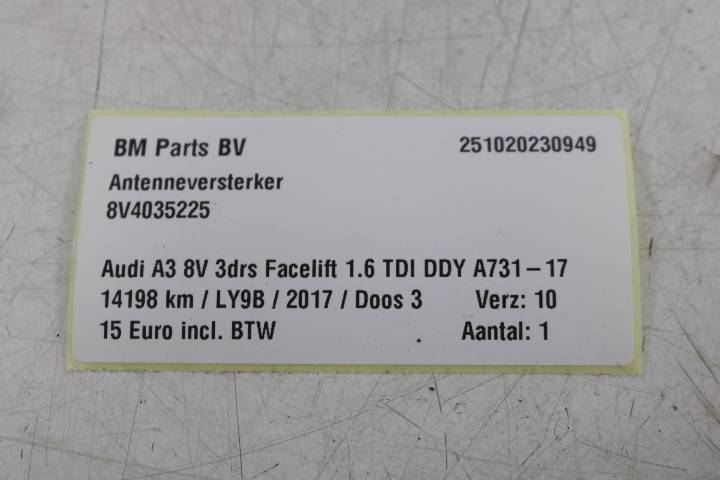 BM Parts BV 251020230949
Antenneversterker
8V4035225
Audi A3 8V 3drs Facelift 1.6 TDI DDY A731-17
14198 km / LY9B / 2017 / Doos 3 Verz: 10
15 Euro incl. BTW Aantal: 1